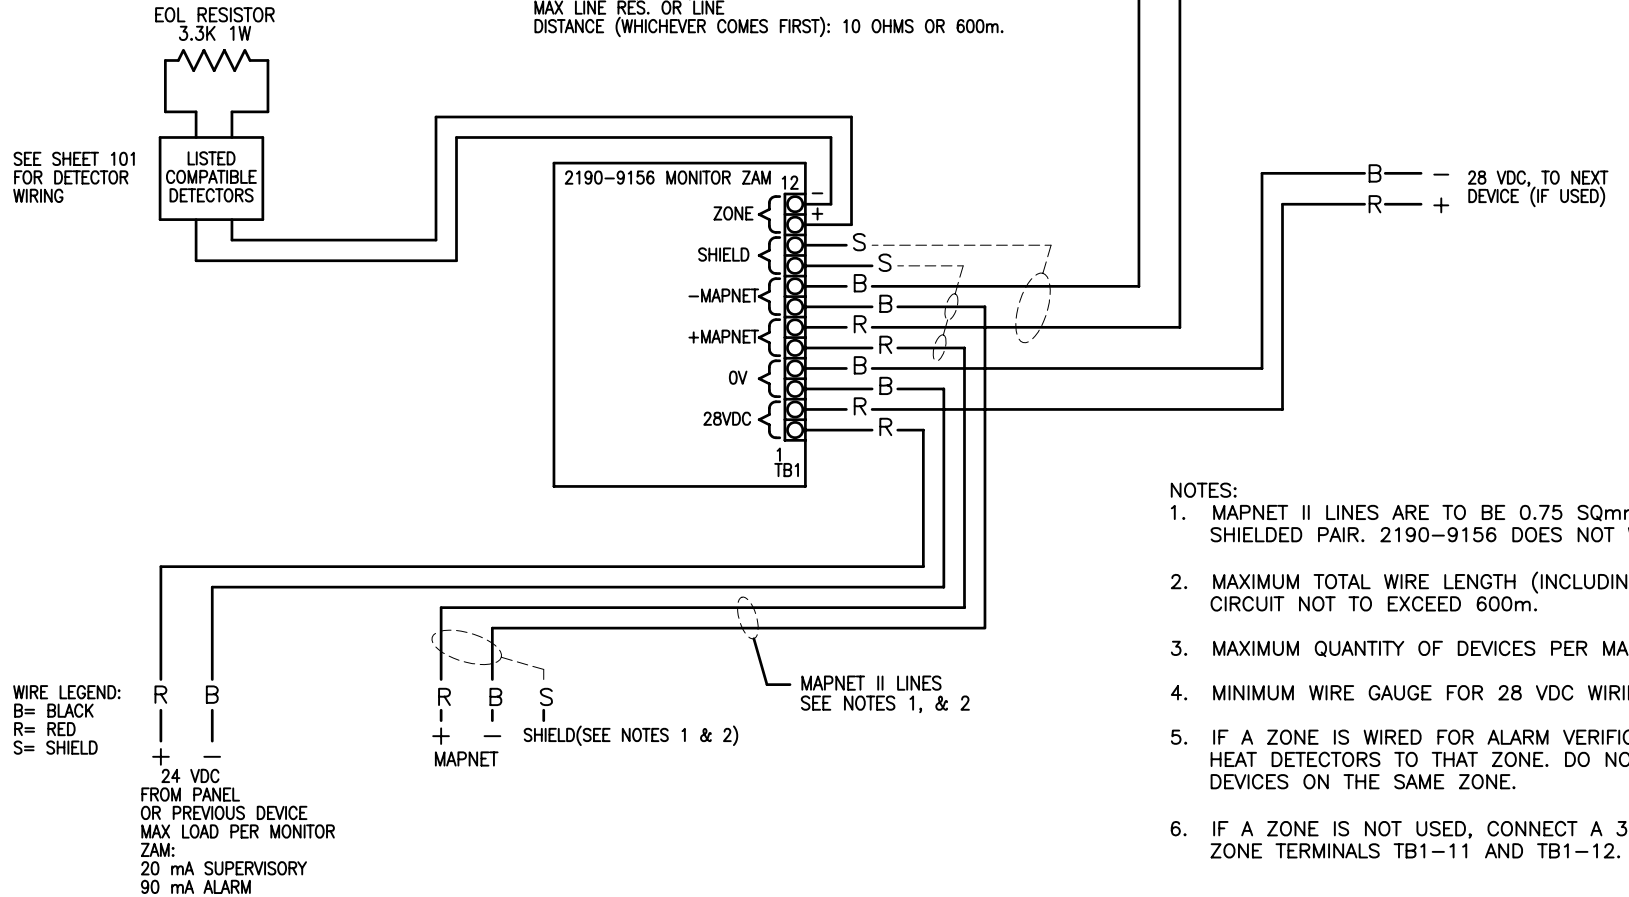 EOL RESISTOR
3.3K 1W
MAX LINE RES. OR LINE
DISTANCE (WHICHEVER COMES FIRST): 10 OHMS OR 600m.
SEE SHEET 101
FOR DETECTOR
WIRING
LISTED
COMPATIBLE
DETECTORS
2190-9156 MONITOR ZAM 12
ZONE
−
+
SHIELD
S
S
−MAPNET
B
B
+MAPNET
R
R
0V
B
B
28VDC
R
R
1
TB1
B − 28 VDC, TO NEXT
R + DEVICE (IF USED)
NOTES:
1. MAPNET II LINES ARE TO BE 0.75 SQmm
SHIELDED PAIR. 2190-9156 DOES NOT
2. MAXIMUM TOTAL WIRE LENGTH (INCLUDIN
CIRCUIT NOT TO EXCEED 600m.
3. MAXIMUM QUANTITY OF DEVICES PER MA
4. MINIMUM WIRE GAUGE FOR 28 VDC WIRI
5. IF A ZONE IS WIRED FOR ALARM VERIFIC
HEAT DETECTORS TO THAT ZONE. DO NO
DEVICES ON THE SAME ZONE.
6. IF A ZONE IS NOT USED, CONNECT A 3
ZONE TERMINALS TB1-11 AND TB1-12.
MAPNET II LINES
SEE NOTES 1, & 2
WIRE LEGEND:
B= BLACK
R= RED
S= SHIELD
R B
+ −
24 VDC
FROM PANEL
OR PREVIOUS DEVICE
MAX LOAD PER MONITOR
ZAM:
20 mA SUPERVISORY
90 mA ALARM
R B S
+ − SHIELD(SEE NOTES 1 & 2)
MAPNET